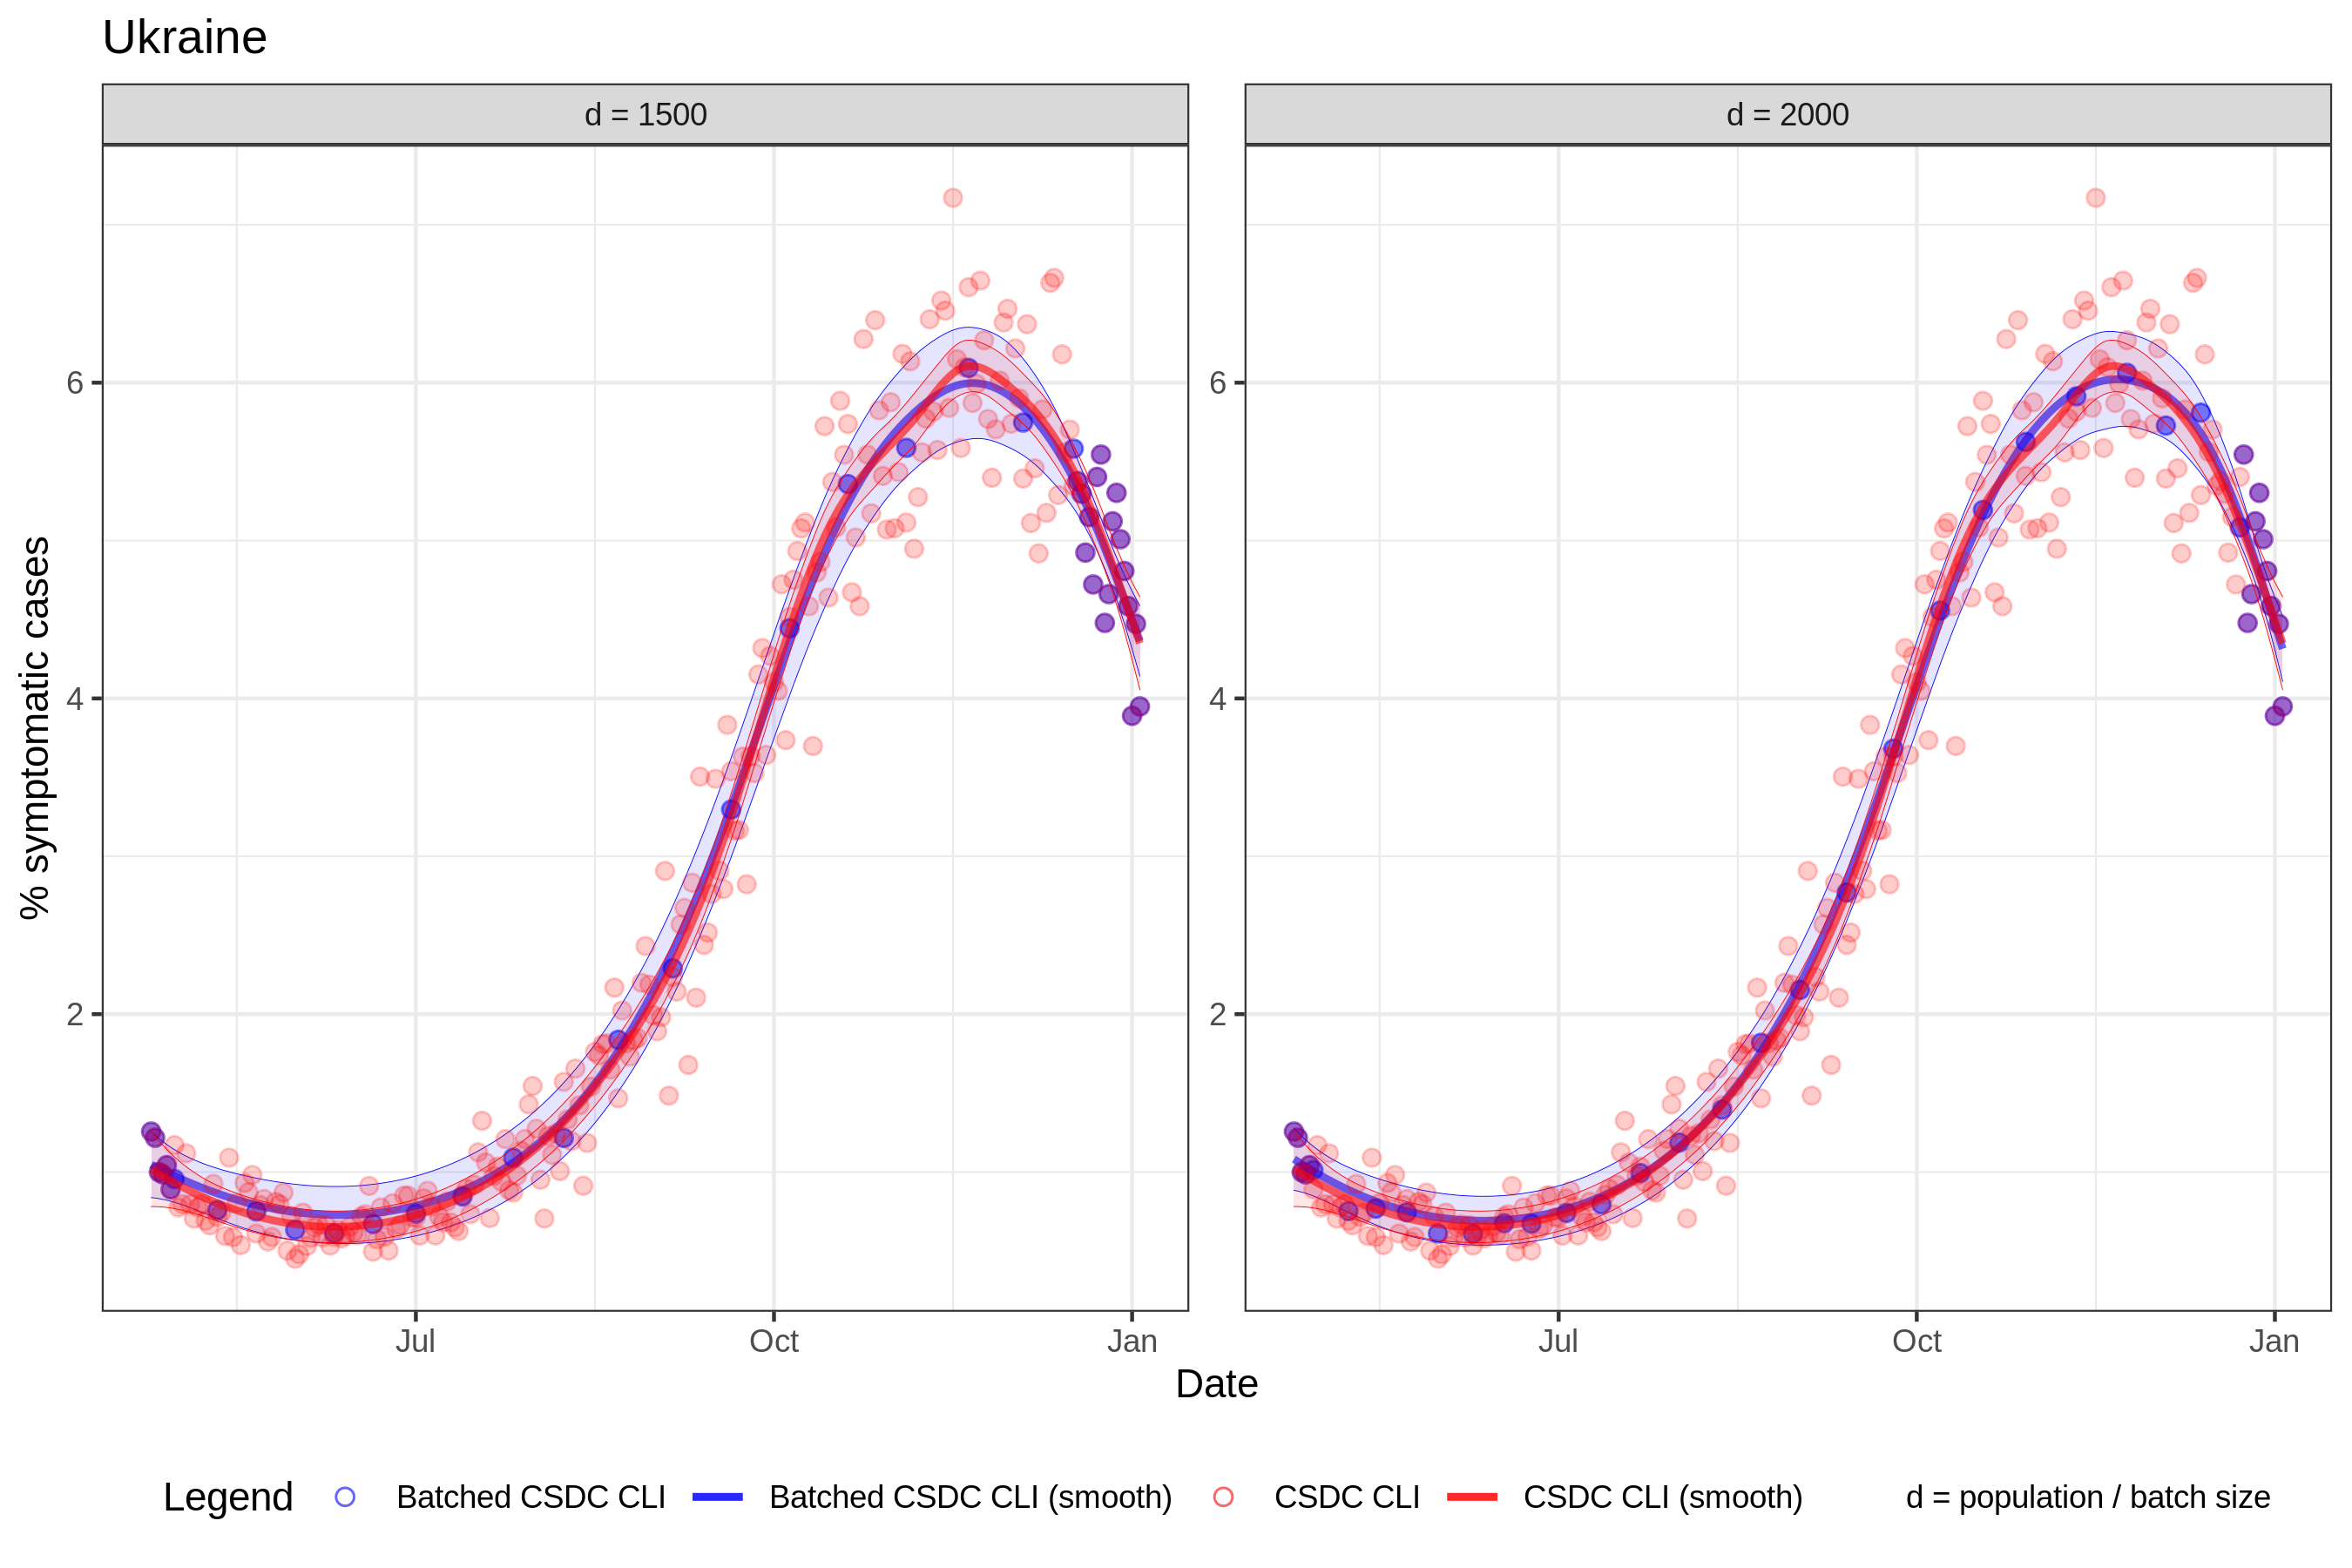 Ukraine
d = 1500
d = 2000
% symptomatic cases
6
4
2
6
4
2
Jul
Oct
Jan
Jul
Oct
Jan
Date
Legend
Batched CSDC CLI
Batched CSDC CLI (smooth)
CSDC CLI
CSDC CLI (smooth)
d = population / batch size